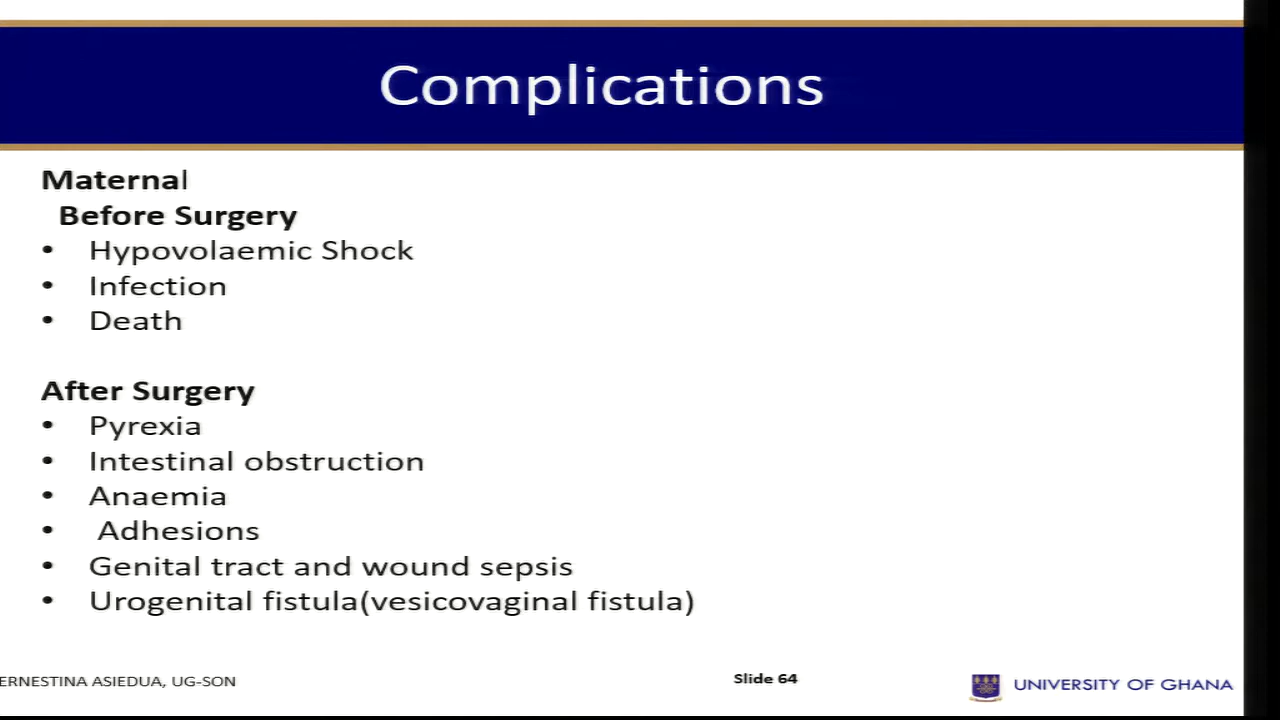 Complications
Maternal
Before Surgery
• Hypovolaemic Shock
• Infection
• Death
After Surgery
• Pyrexia
• Intestinal obstruction
• Anaemia
• Adhesions
• Genital tract and wound sepsis
• Urogenital fistula(vesicovaginal fistula)
ERNESTINA ASIEDUA, UG-SON
Slide 64
UNIVERSITY OF GHANA